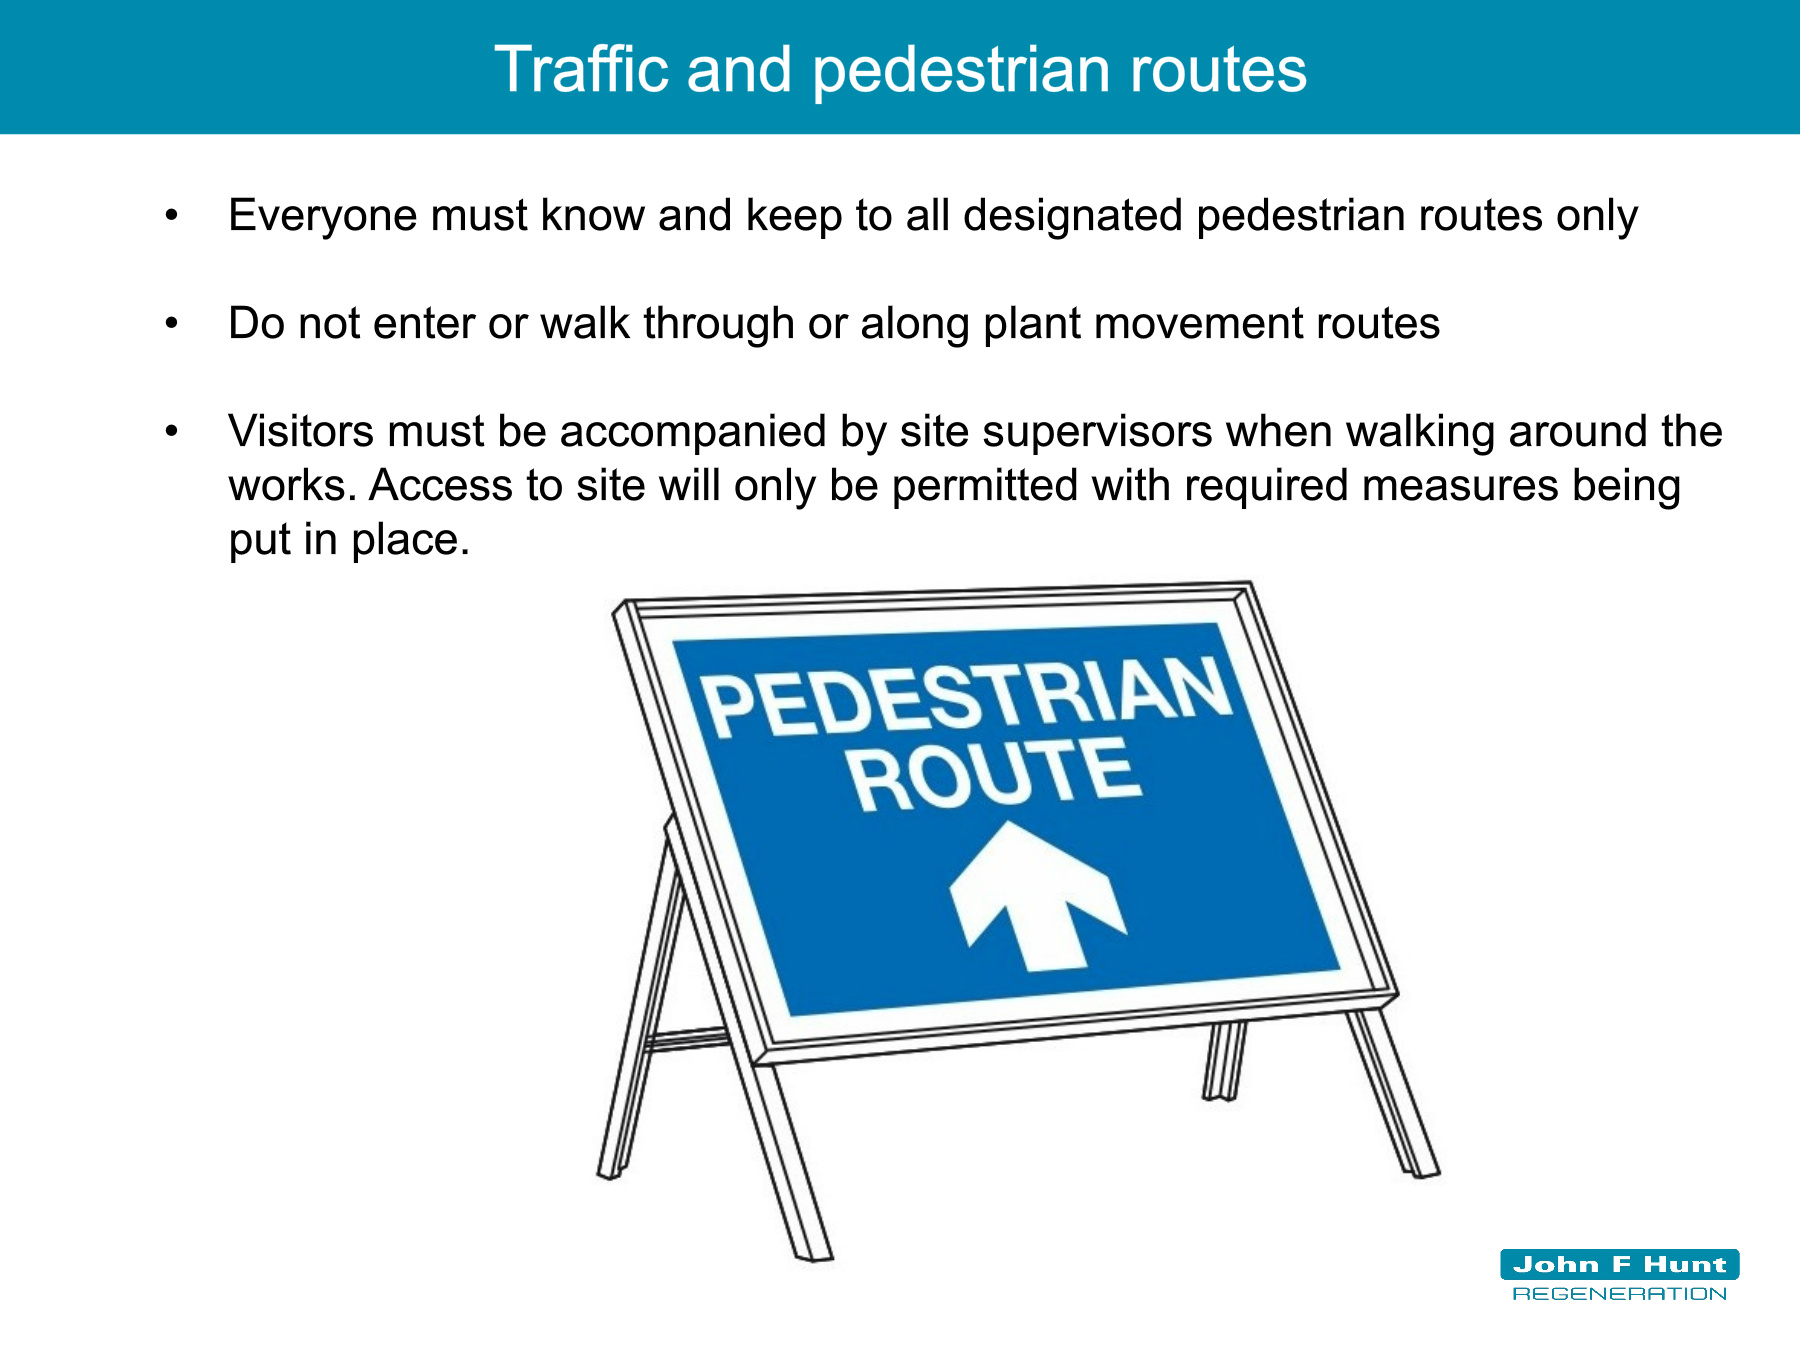 Traffic and pedestrian routes
• Everyone must know and keep to all designated pedestrian routes only
• Do not enter or walk through or along plant movement routes
• Visitors must be accompanied by site supervisors when walking around the
works. Access to site will only be permitted with required measures being
put in place.
PEDESTRIAN
ROUTE
John F Hunt
REGENERATION